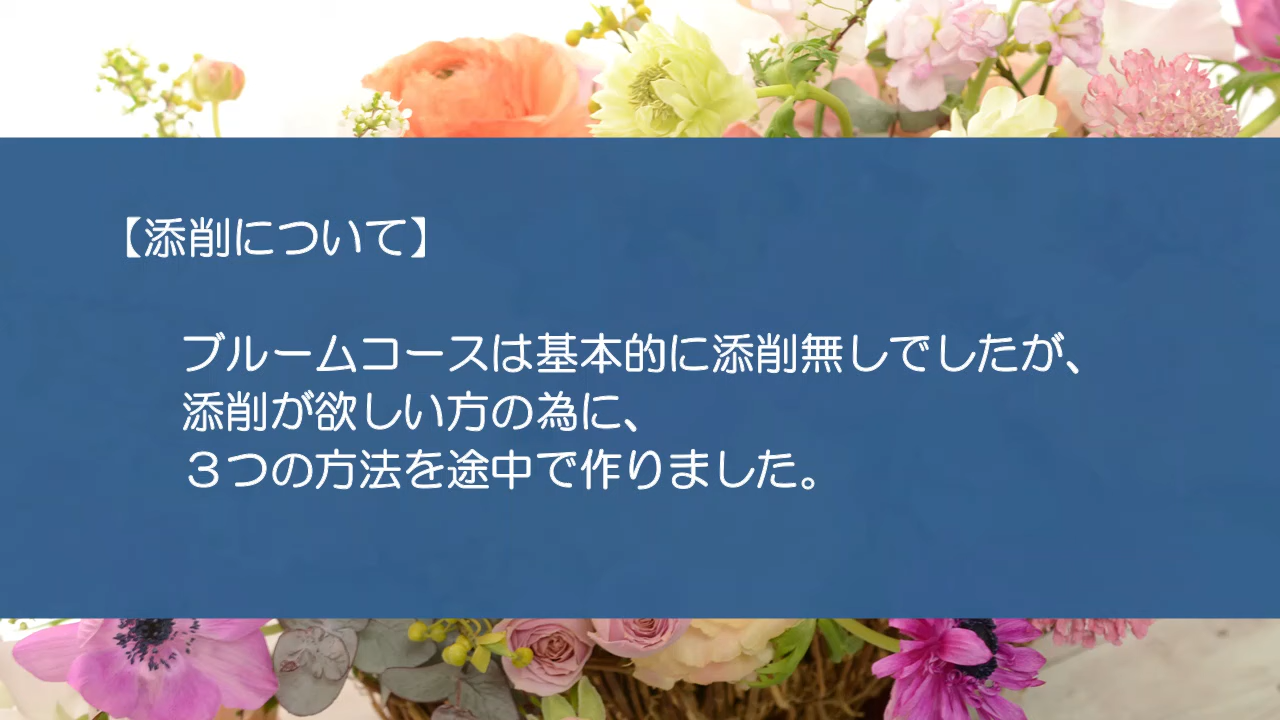 【添削について】
ブルームコースは基本的に添削無しでしたが、
添削が欲しい方の為に、
３つの方法を途中で作りました。